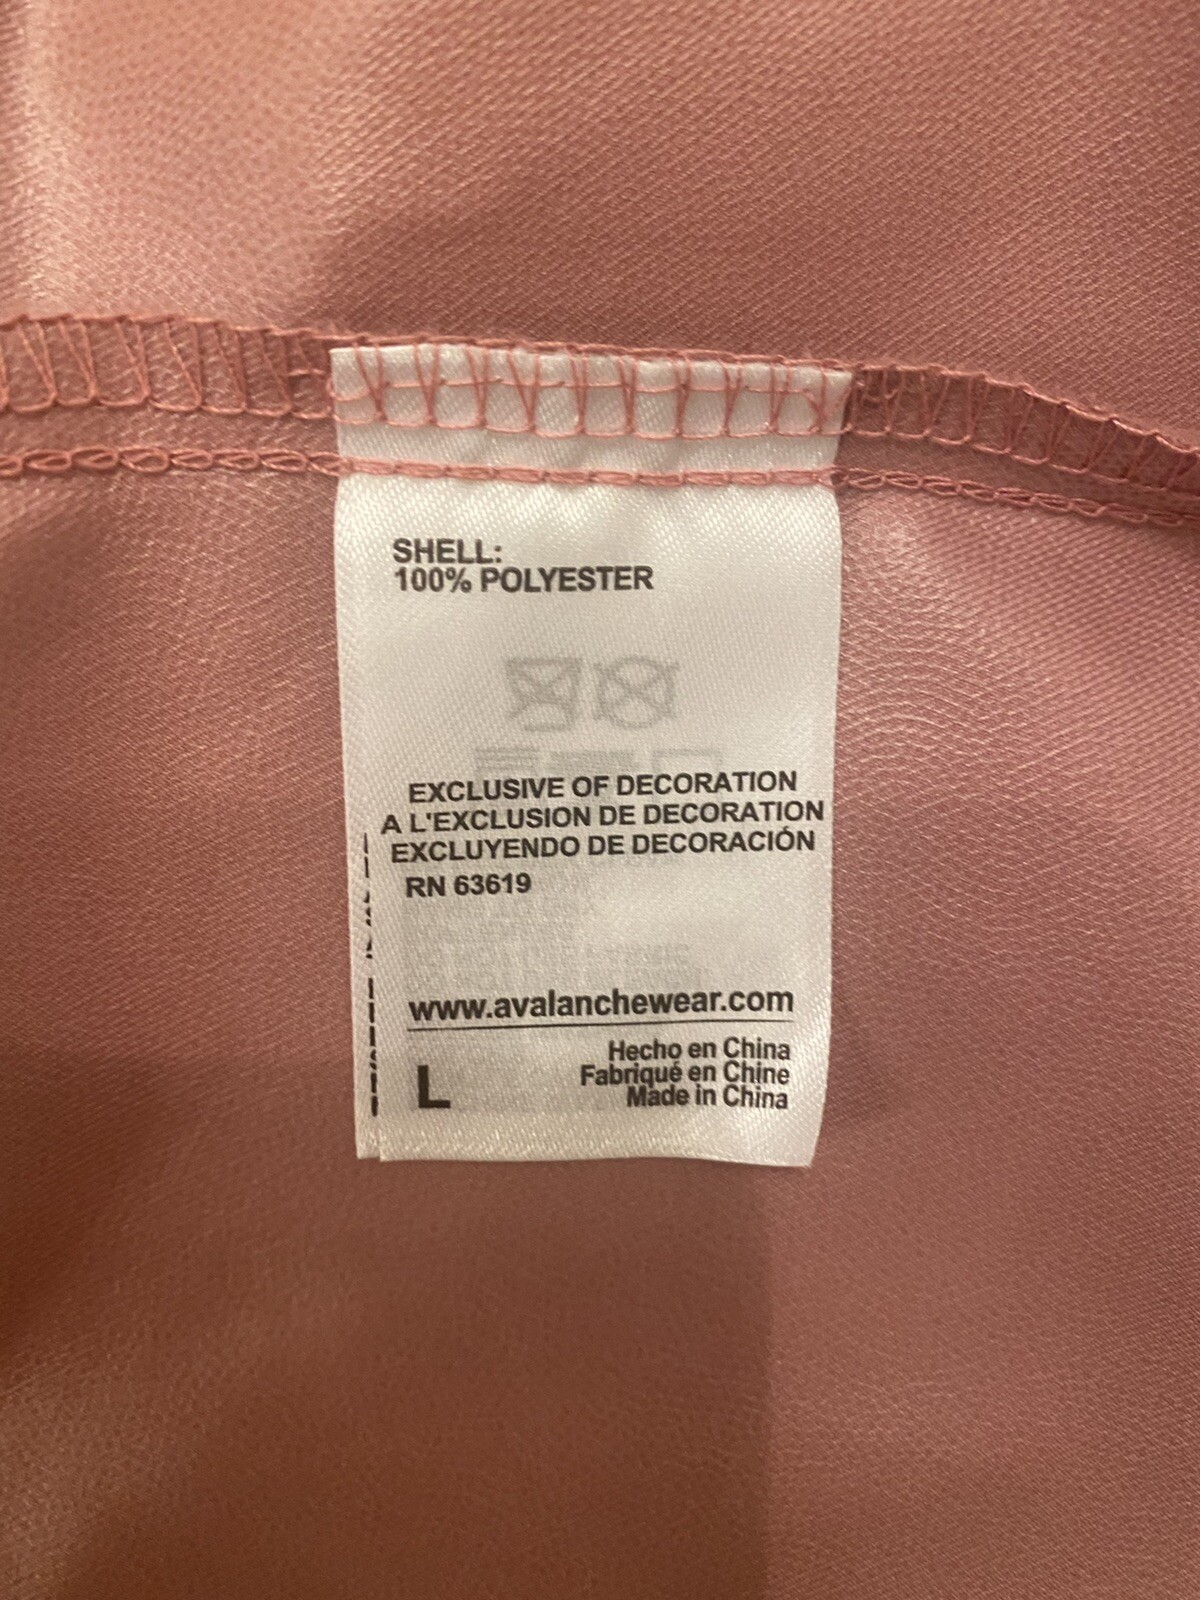 SHELL:
100% POLYESTER
EXCLUSIVE OF DECORATION
A L'EXCLUSION DE DECORATION
EXCLUYENDO DE DECORACIÓN
RN 63619
www.avalanchewear.com
L
Hecho en China
Fabriqué en Chine
Made in China